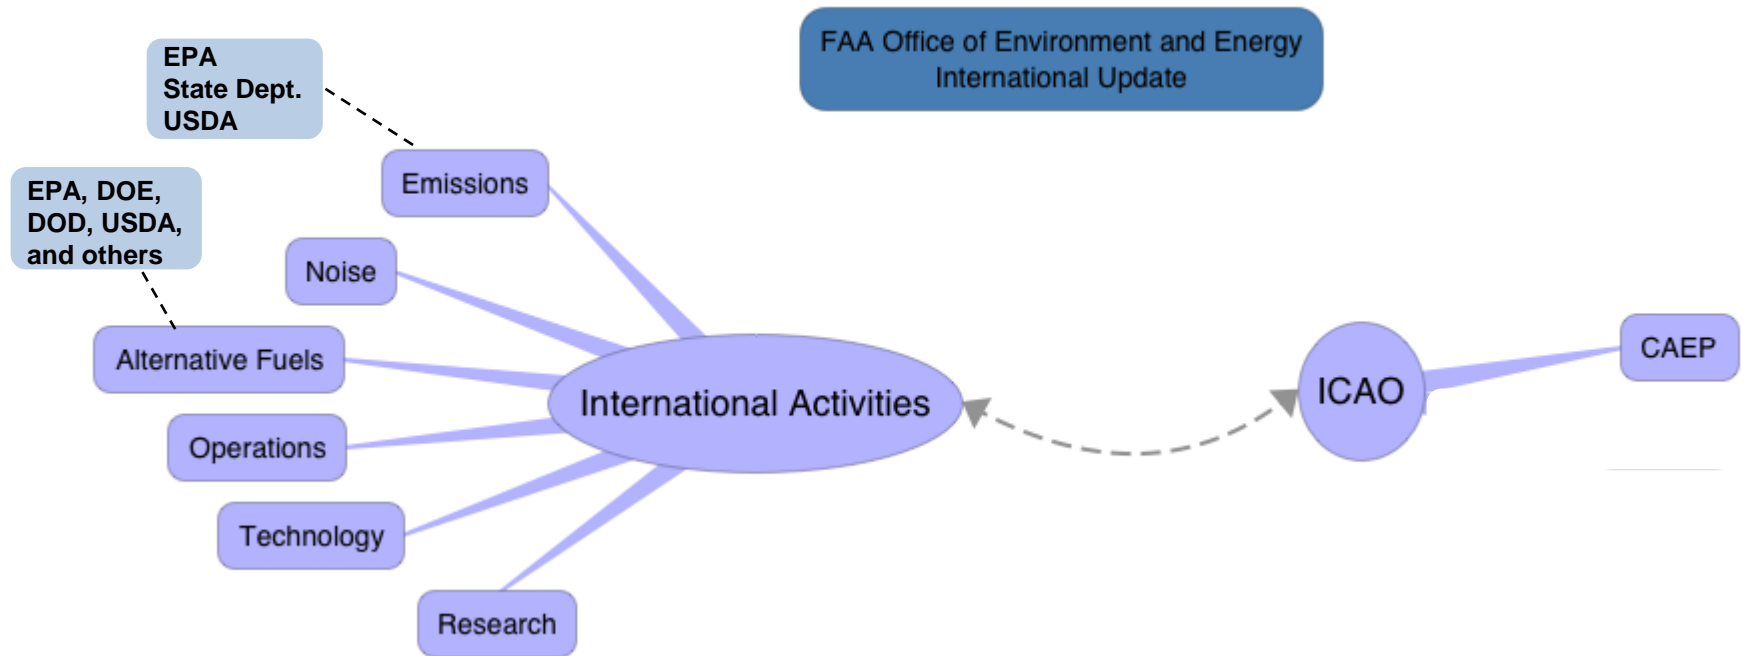 FAA Office of Environment and Energy
International Update
EPA
State Dept.
USDA
Emissions
EPA, DOE,
DOD, USDA,
and others
Noise
Alternative Fuels
Operations
Technology
Research
International Activities
ICAO
CAEP